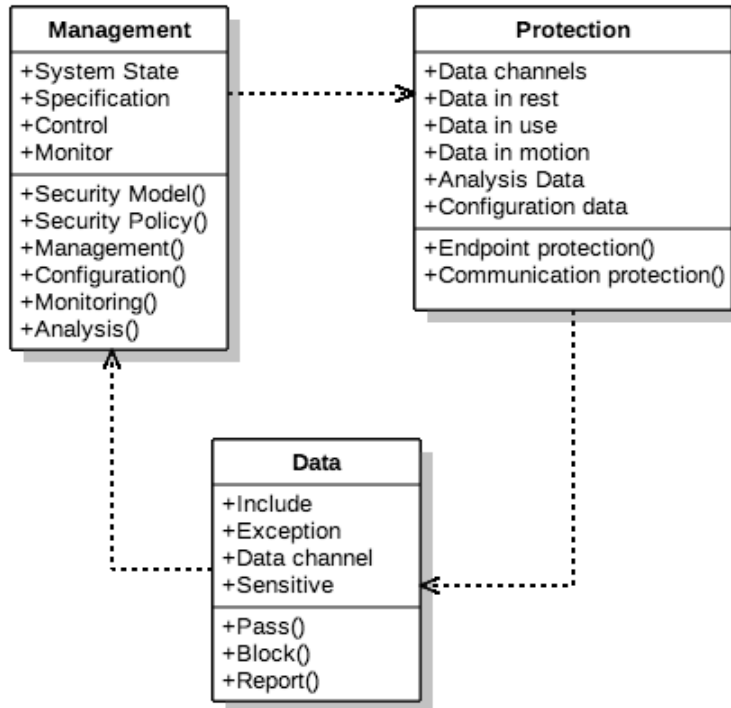 Management
+System State
+Specification
+Control
+Monitor
+Security Model()
+Security Policy()
+Management()
+Configuration()
+Monitoring()
+Analysis()
Protection
+Data channels
+Data in rest
+Data in use
+Data in motion
+Analysis Data
+Configuration data
+Endpoint protection()
+Communication protection()
Data
+Include
+Exception
+Data channel
+Sensitive
+Pass()
+Block()
+Report()